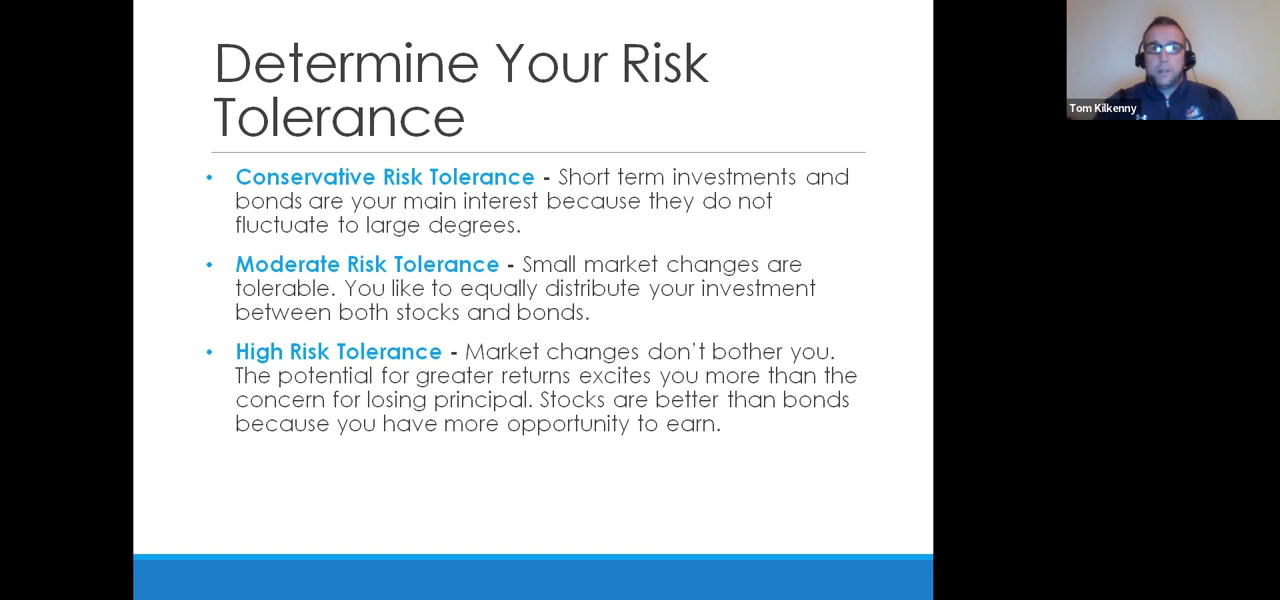 Determine Your Risk
Tolerance
• Conservative Risk Tolerance - Short term investments and
bonds are your main interest because they do not
fluctuate to large degrees.
• Moderate Risk Tolerance - Small market changes are
tolerable. You like to equally distribute your investment
between both stocks and bonds.
• High Risk Tolerance - Market changes don’t bother you.
The potential for greater returns excites you more than the
concern for losing principal. Stocks are better than bonds
because you have more opportunity to earn.
Tom Kilkenny